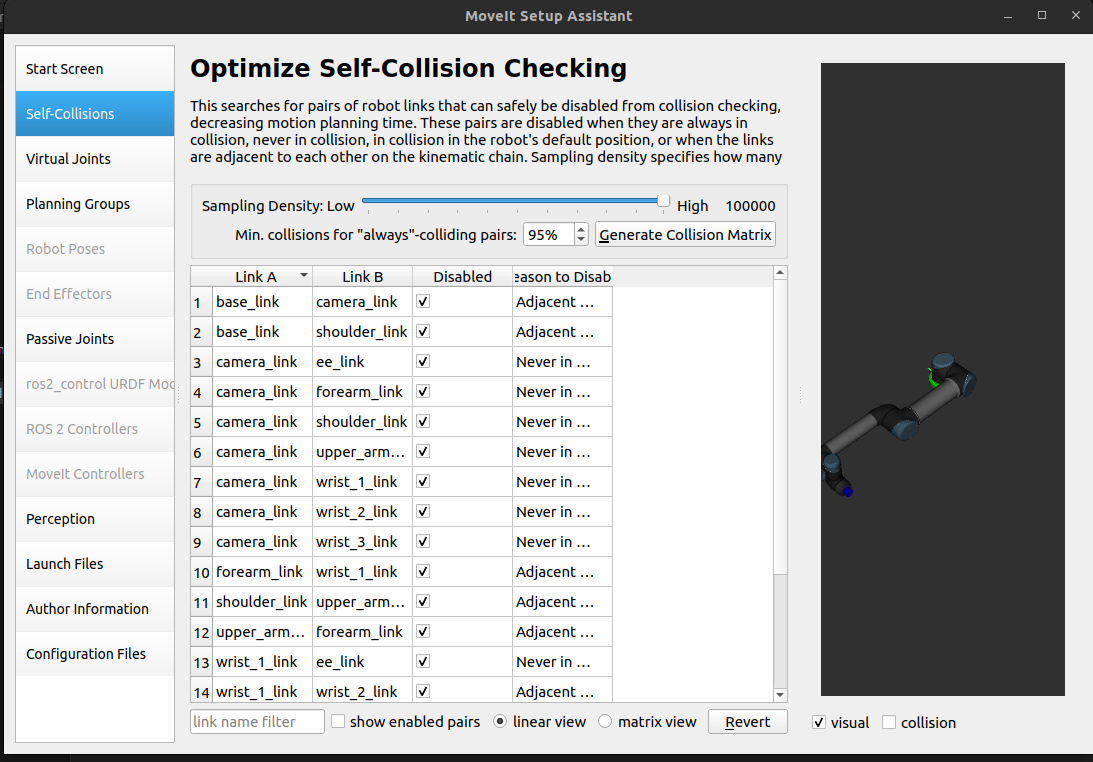 MoveIt Setup Assistant
Start Screen
Self-Collisions
Virtual Joints
Planning Groups
Robot Poses
End Effectors
Passive Joints
ros2_control URDF Moc
ROS 2 Controllers
MoveIt Controllers
Perception
Launch Files
Author Information
Configuration Files
Optimize Self-Collision Checking
This searches for pairs of robot links that can safely be disabled from collision checking,
decreasing motion planning time. These pairs are disabled when they are always in
collision, never in collision, in collision in the robot's default position, or when the links
are adjacent to each other on the kinematic chain. Sampling density specifies how many
Sampling Density: Low High 100000
Min. collisions for "always"-colliding pairs: 95% Generate Collision Matrix
Link A Link B Disabled eason to Disab
1 base_link camera_link Adjacent ...
2 base_link shoulder_link Adjacent ...
3 camera_link ee_link Never in ...
4 camera_link forearm_link Never in ...
5 camera_link shoulder_link Never in ...
6 camera_link upper_arm... Never in ...
7 camera_link wrist_1_link Never in ...
8 camera_link wrist_2_link Never in ...
9 camera_link wrist_3_link Never in ...
10 forearm_link wrist_1_link Adjacent ...
11 shoulder_link upper_arm... Adjacent ...
12 upper_arm... forearm_link Adjacent ...
13 wrist_1_link ee_link Never in ...
14 wrist_1_link wrist_2_link Adjacent ...
link name filter show enabled pairs linear view matrix view Revert
visual collision